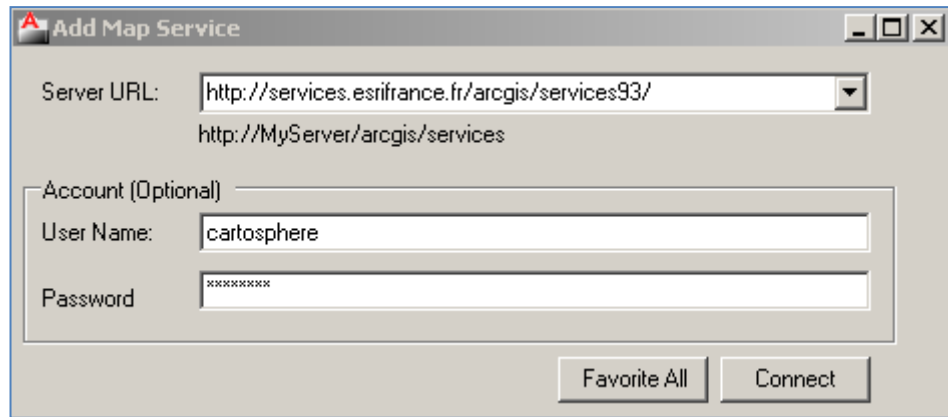 Add Map Service
Server URL: http://services.esrifrance.fr/arcgis/services93/
http://MyServer/arcgis/services
Account (Optional)
User Name: cartosphere
Password ********
Favorite All Connect